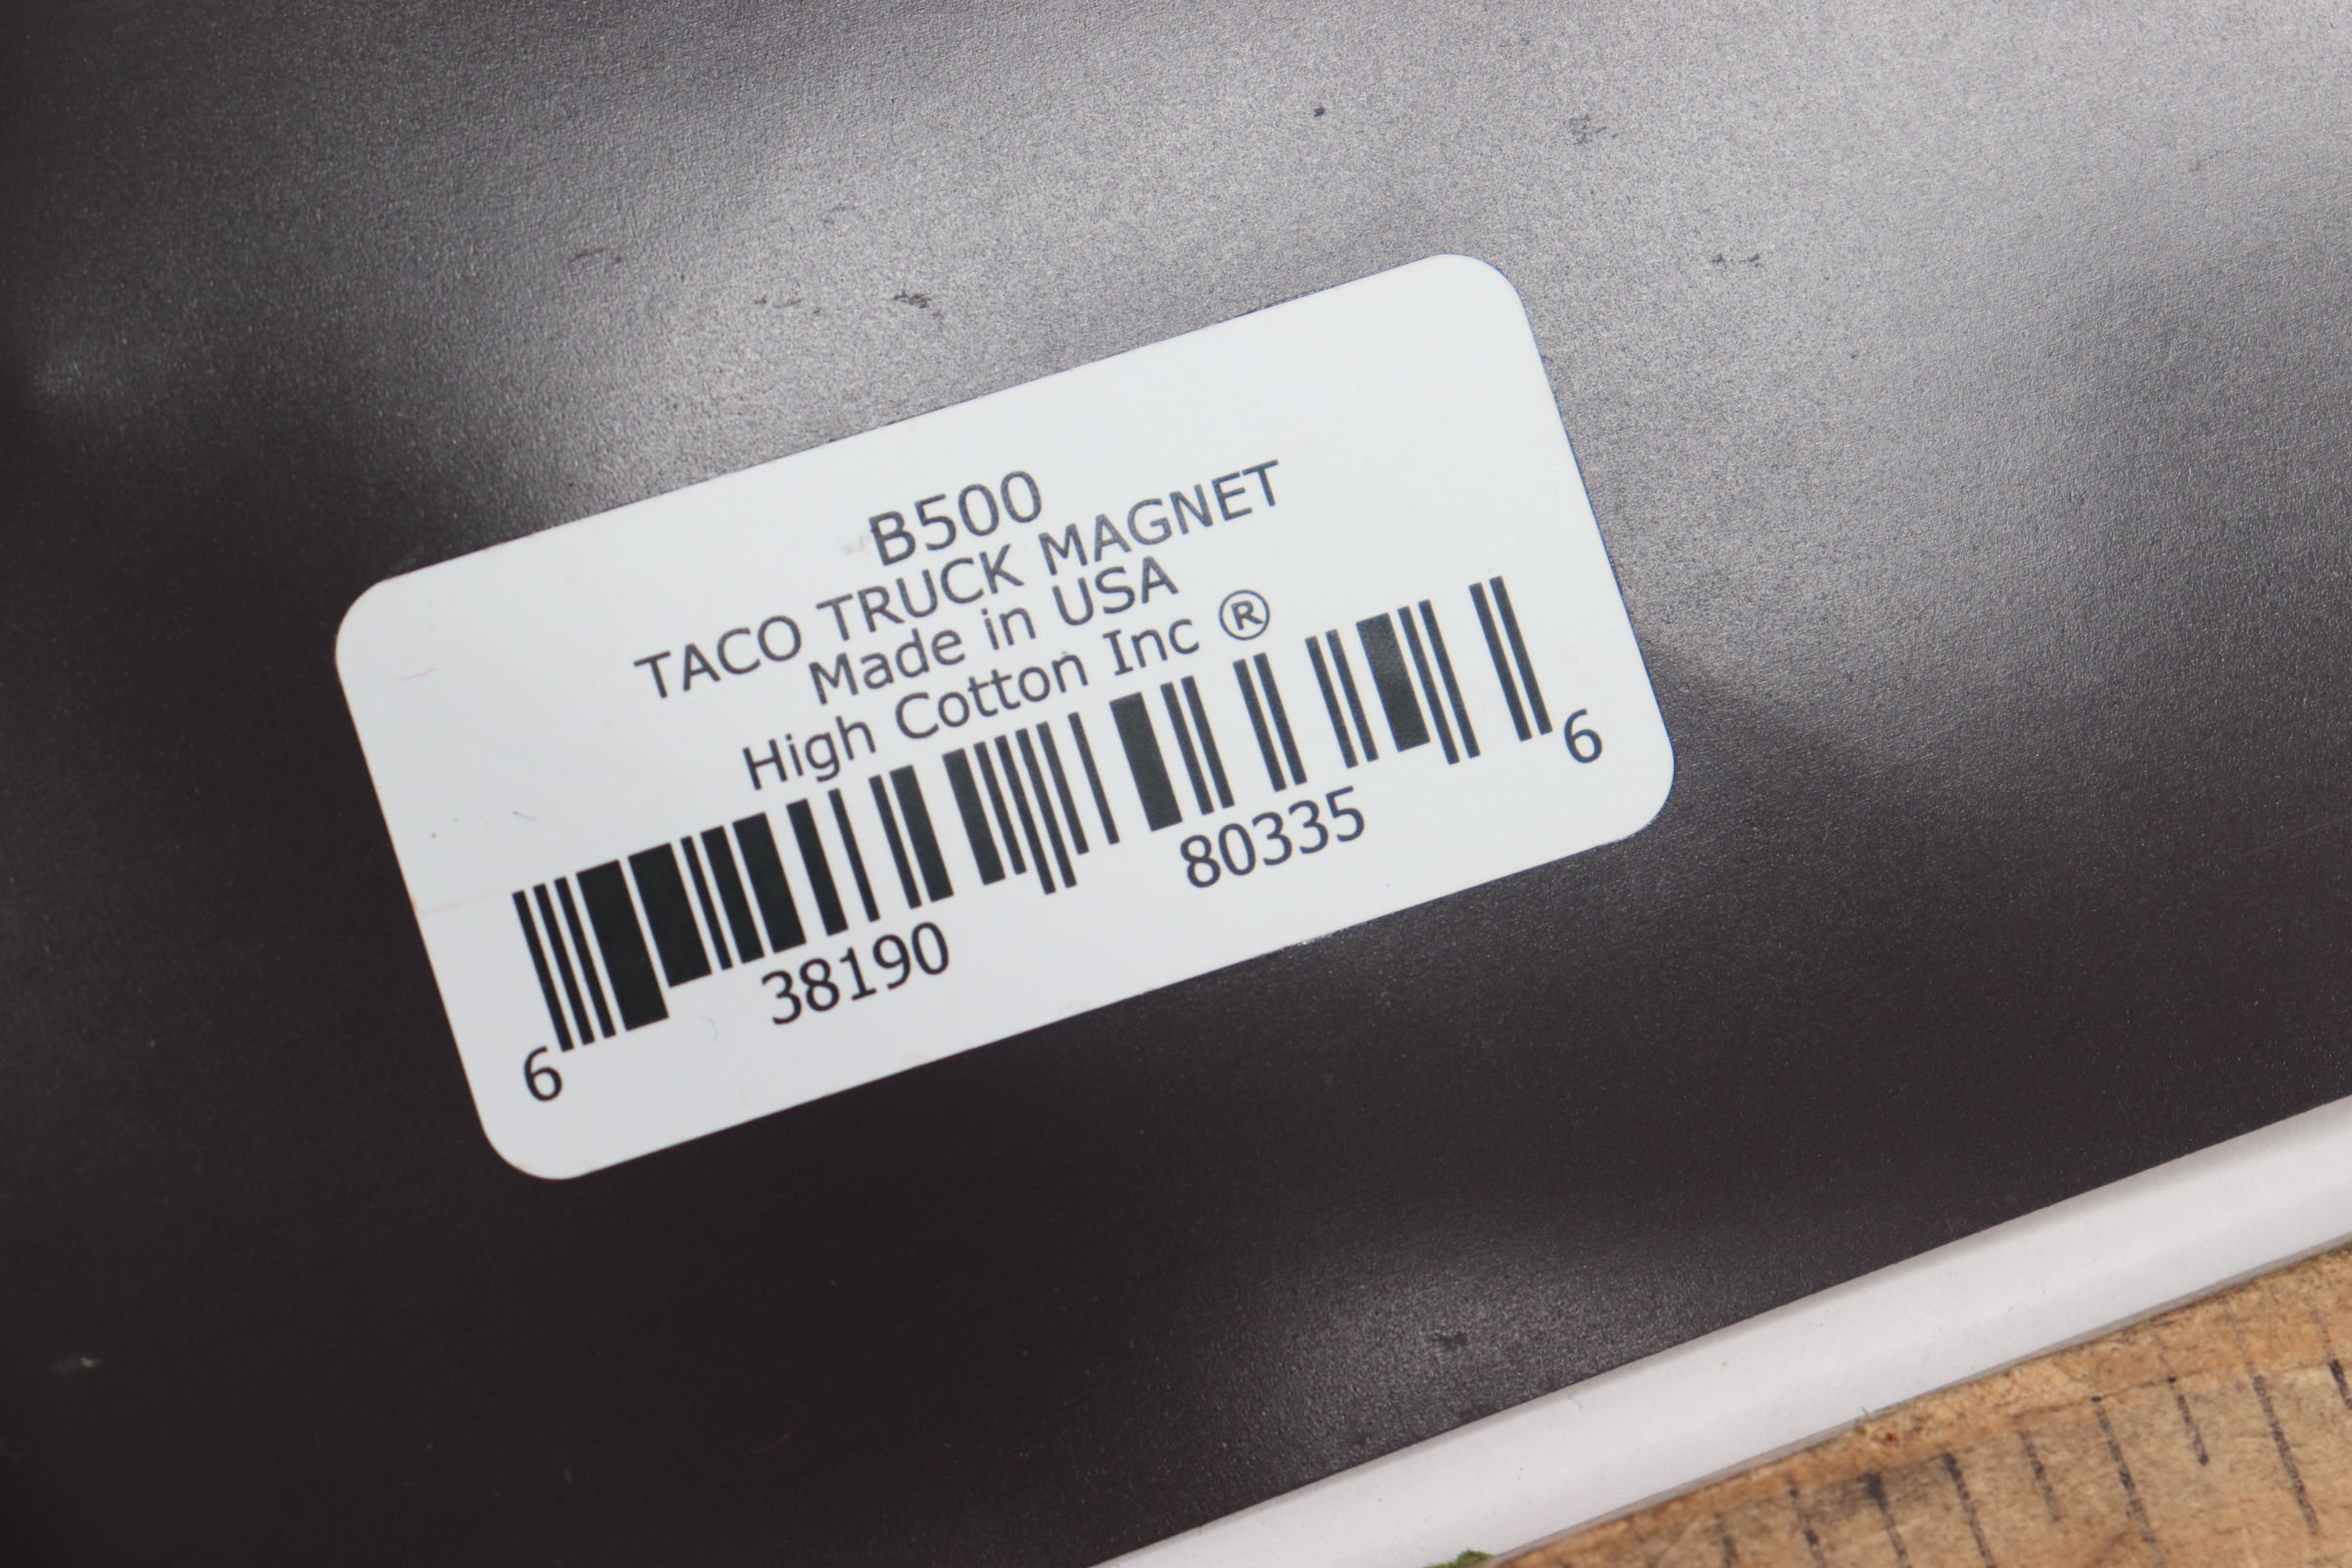 B500
TACO TRUCK MAGNET
Made in USA
High Cotton Inc ®
6 38190 80335 6